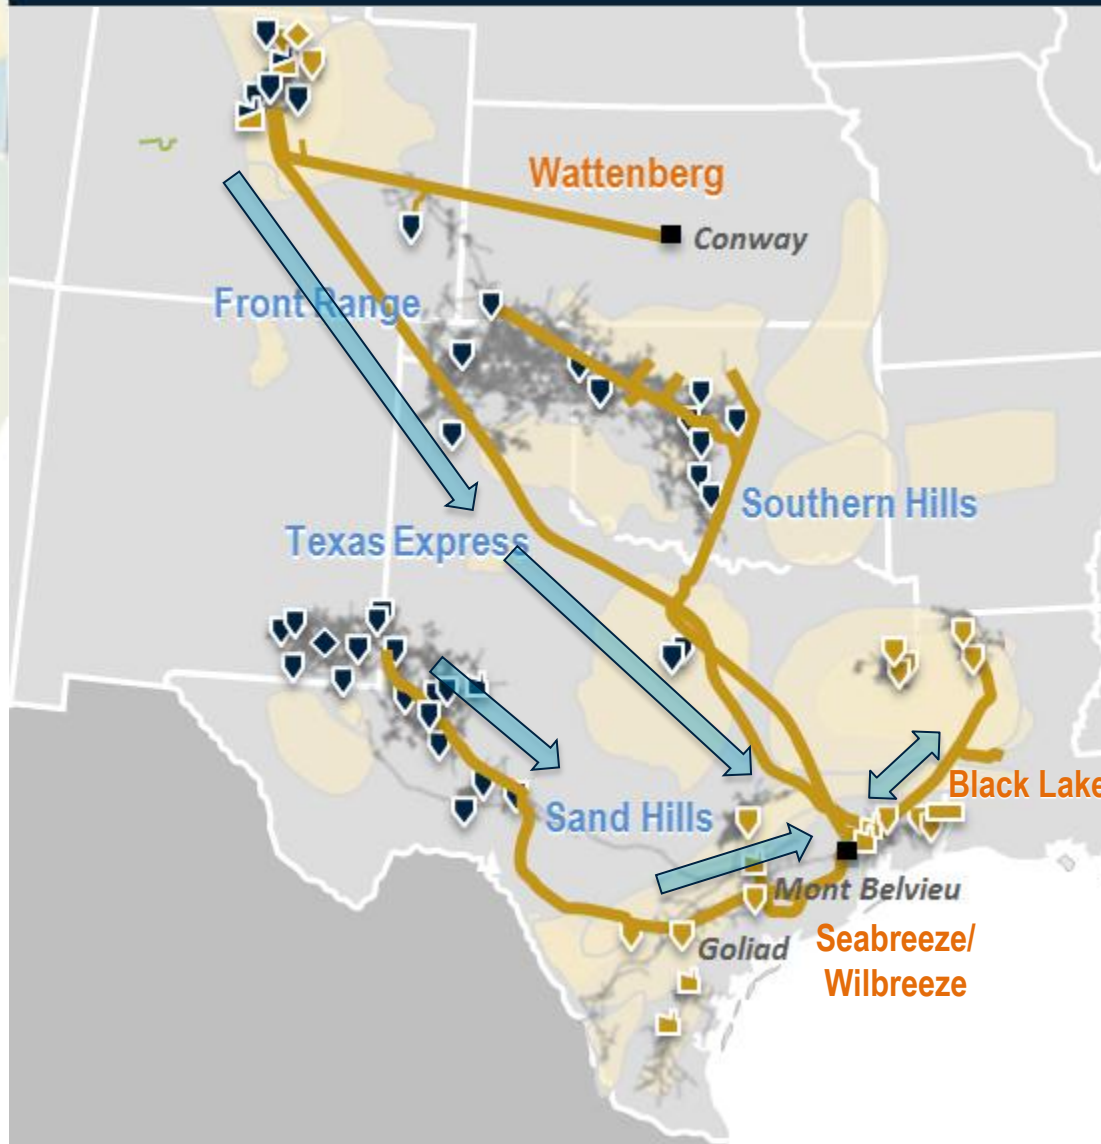 Wattenberg
Conway
Front Range
Southern Hills
Texas Express
Black Lake
Sand Hills
Mont Belvieu
Goliad
Seabreeze/
Wilbreeze